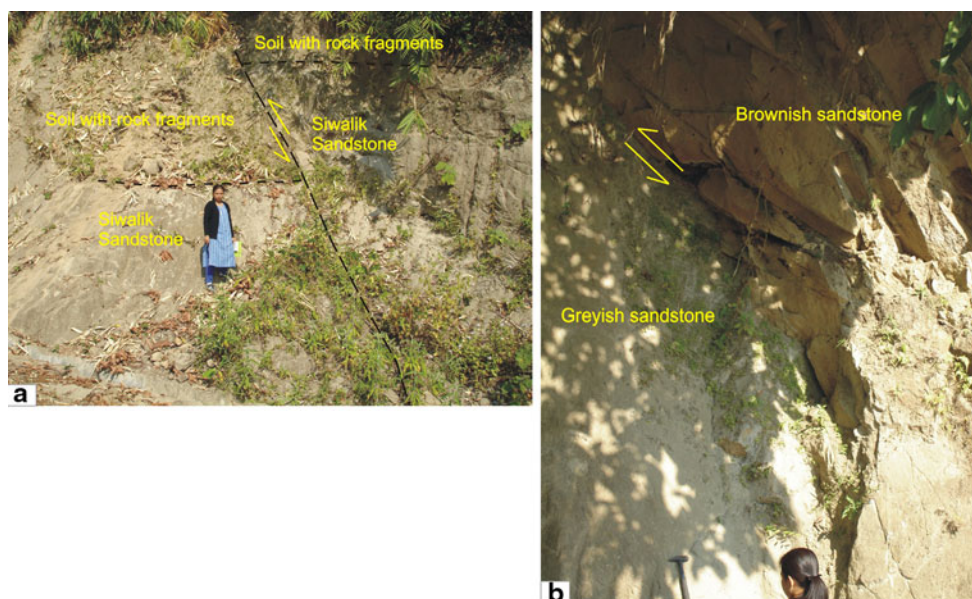 Soil with rock fragments
Soil with rock fragments
Siwalik
Sandstone
Siwalik
Sandstone
a
Brownish sandstone
Greyish sandstone
b